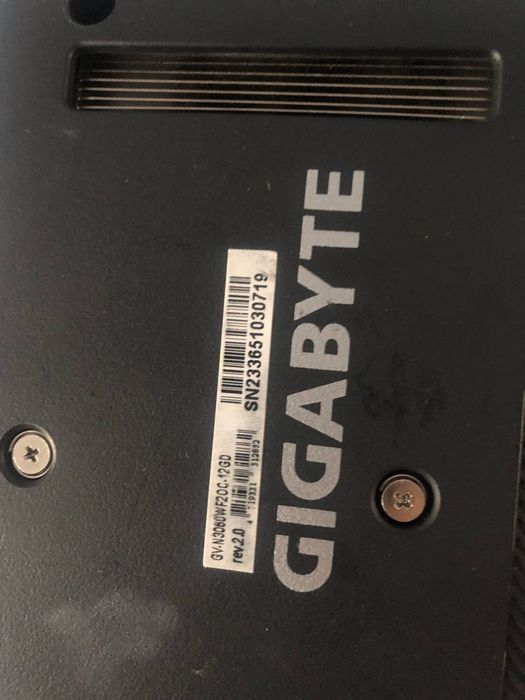 GV-N3060WF2OC-12GD
rev.2.0
SN233651030719
GIGABYTE